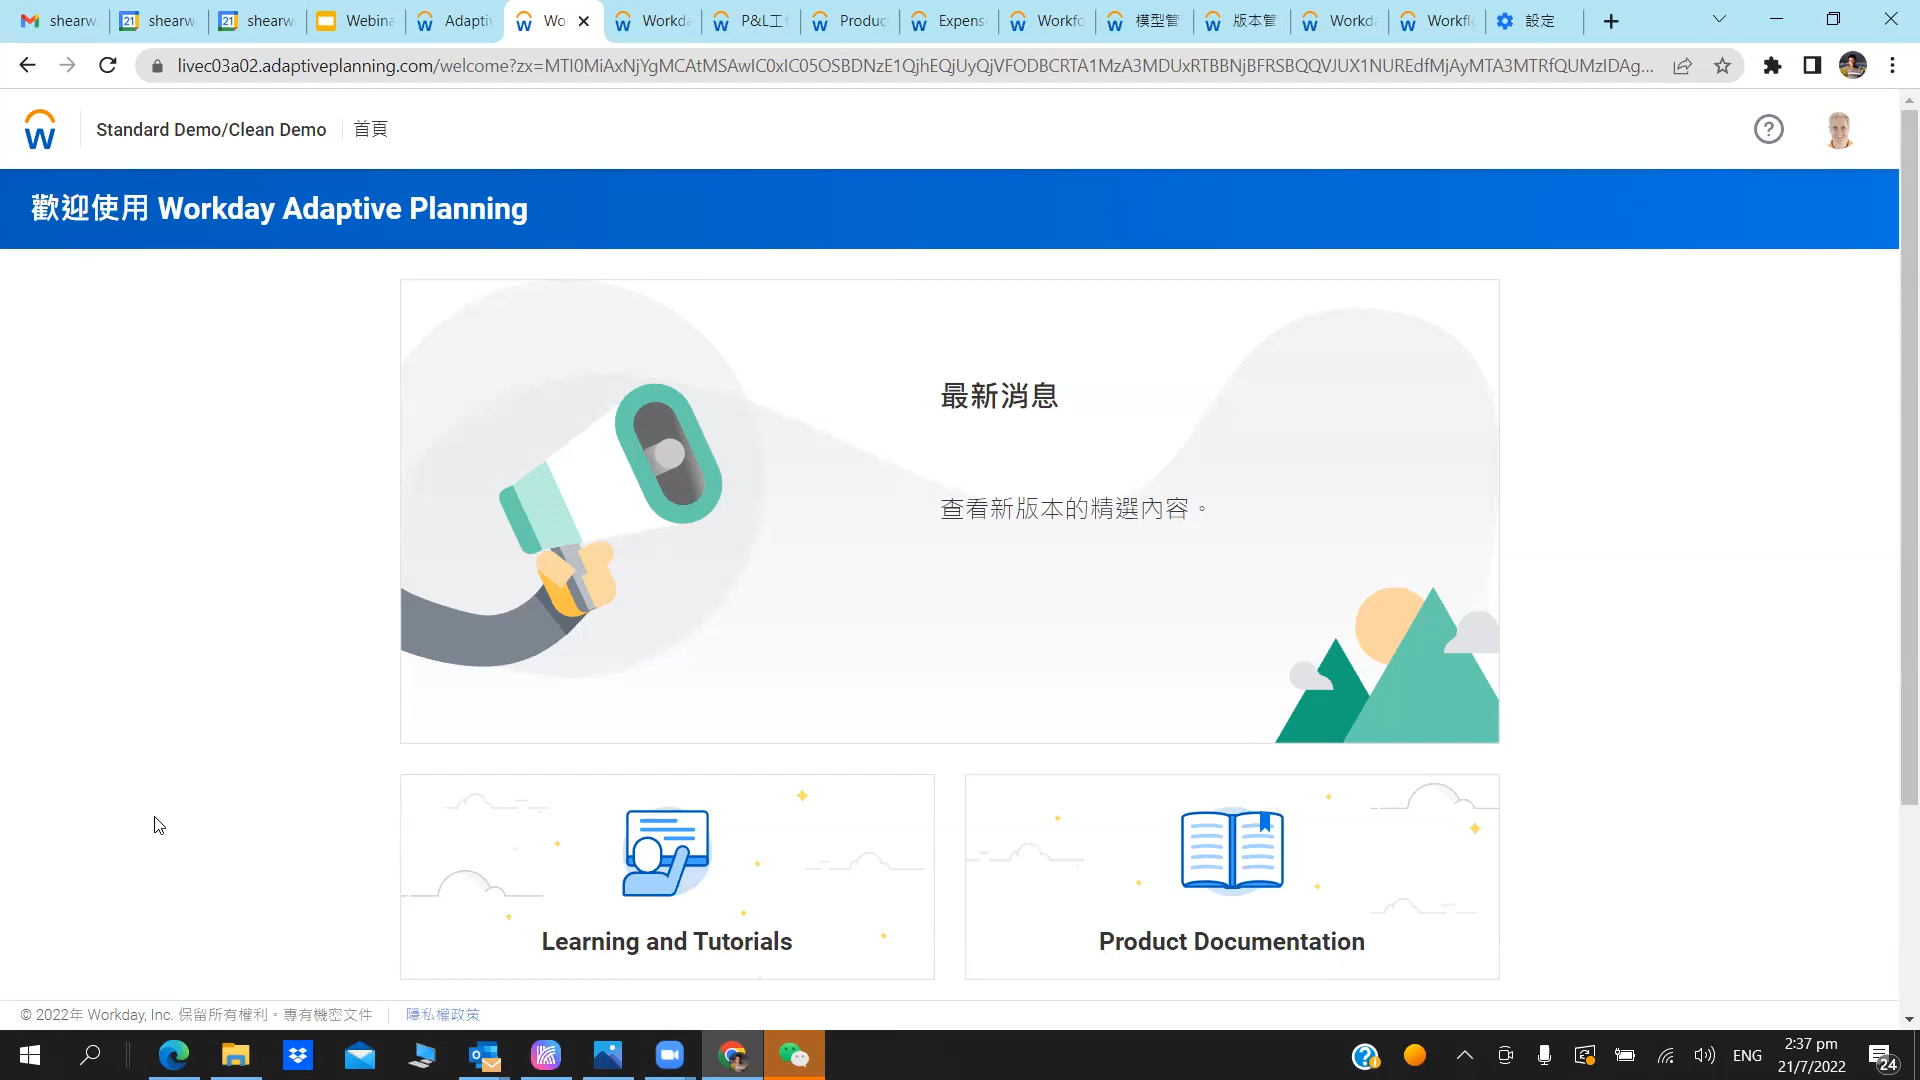 shearw
shearw
shearw
Webina
Adaptiv
Wo
Workda
P&L工
Produc
Expens
Workfo
模型管
版本管
Workda
Workfl
設定
livec03a02.adaptiveplanning.com/welcome?zx=
Standard Demo/Clean Demo
首頁
歡迎使用 Workday Adaptive Planning
最新消息
查看新版本的精選內容。
Learning and Tutorials
Product Documentation
© 2022年 Workday, Inc. 保留所有權利。專有機密文件
隱私權政策
ENG
2:37 pm
21/7/2022
24